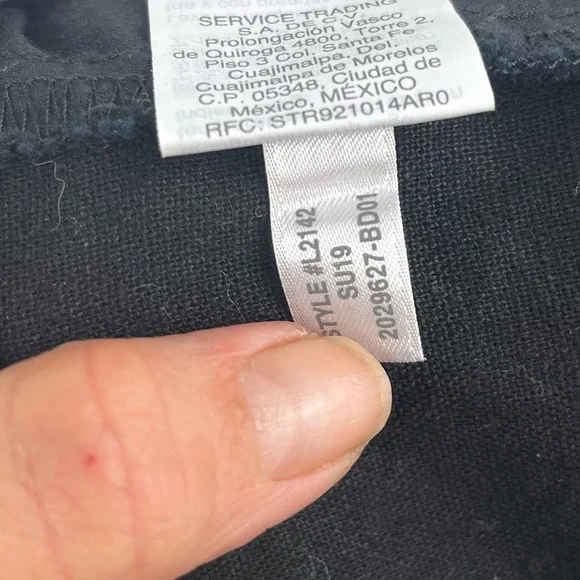 SERVICE TRADING
S.A. DE C.V. Vasco
Prolongación Torre 2.
de Quiroga 4800, Santa Fe
Piso 3 Col.
Cuajimalpa, Del.
Cuajimalpa de Morelos
C.P. 05348, Ciudad de
México, MÉXICO
RFC: STR921014AR0
STYLE #L2142
SU19
2029627-BD01